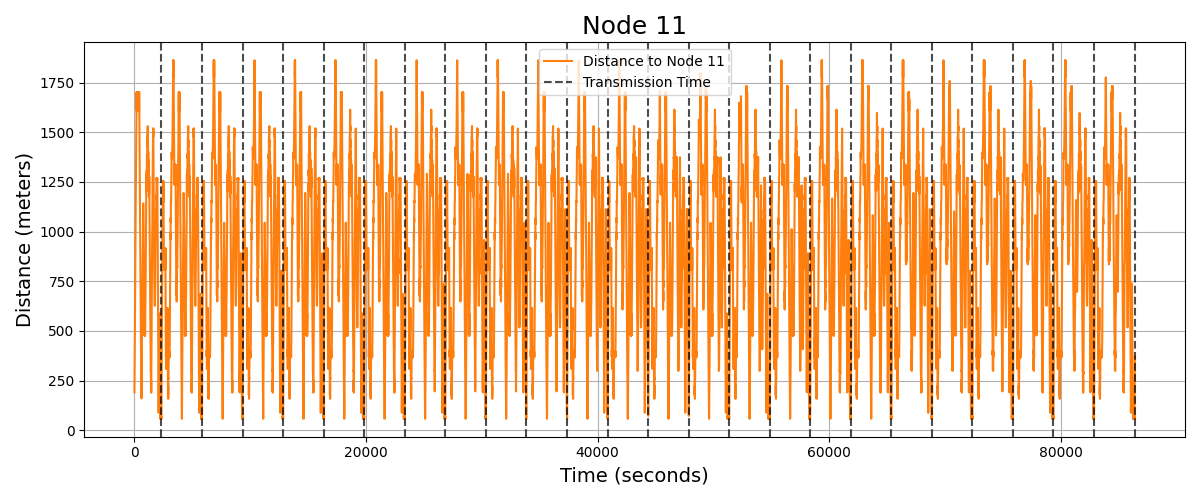 Node 11
Distance to Node 11
Transmission Time
Distance (meters)
1750
1500
1250
1000
750
500
250
0
0 20000 40000 60000 80000
Time (seconds)